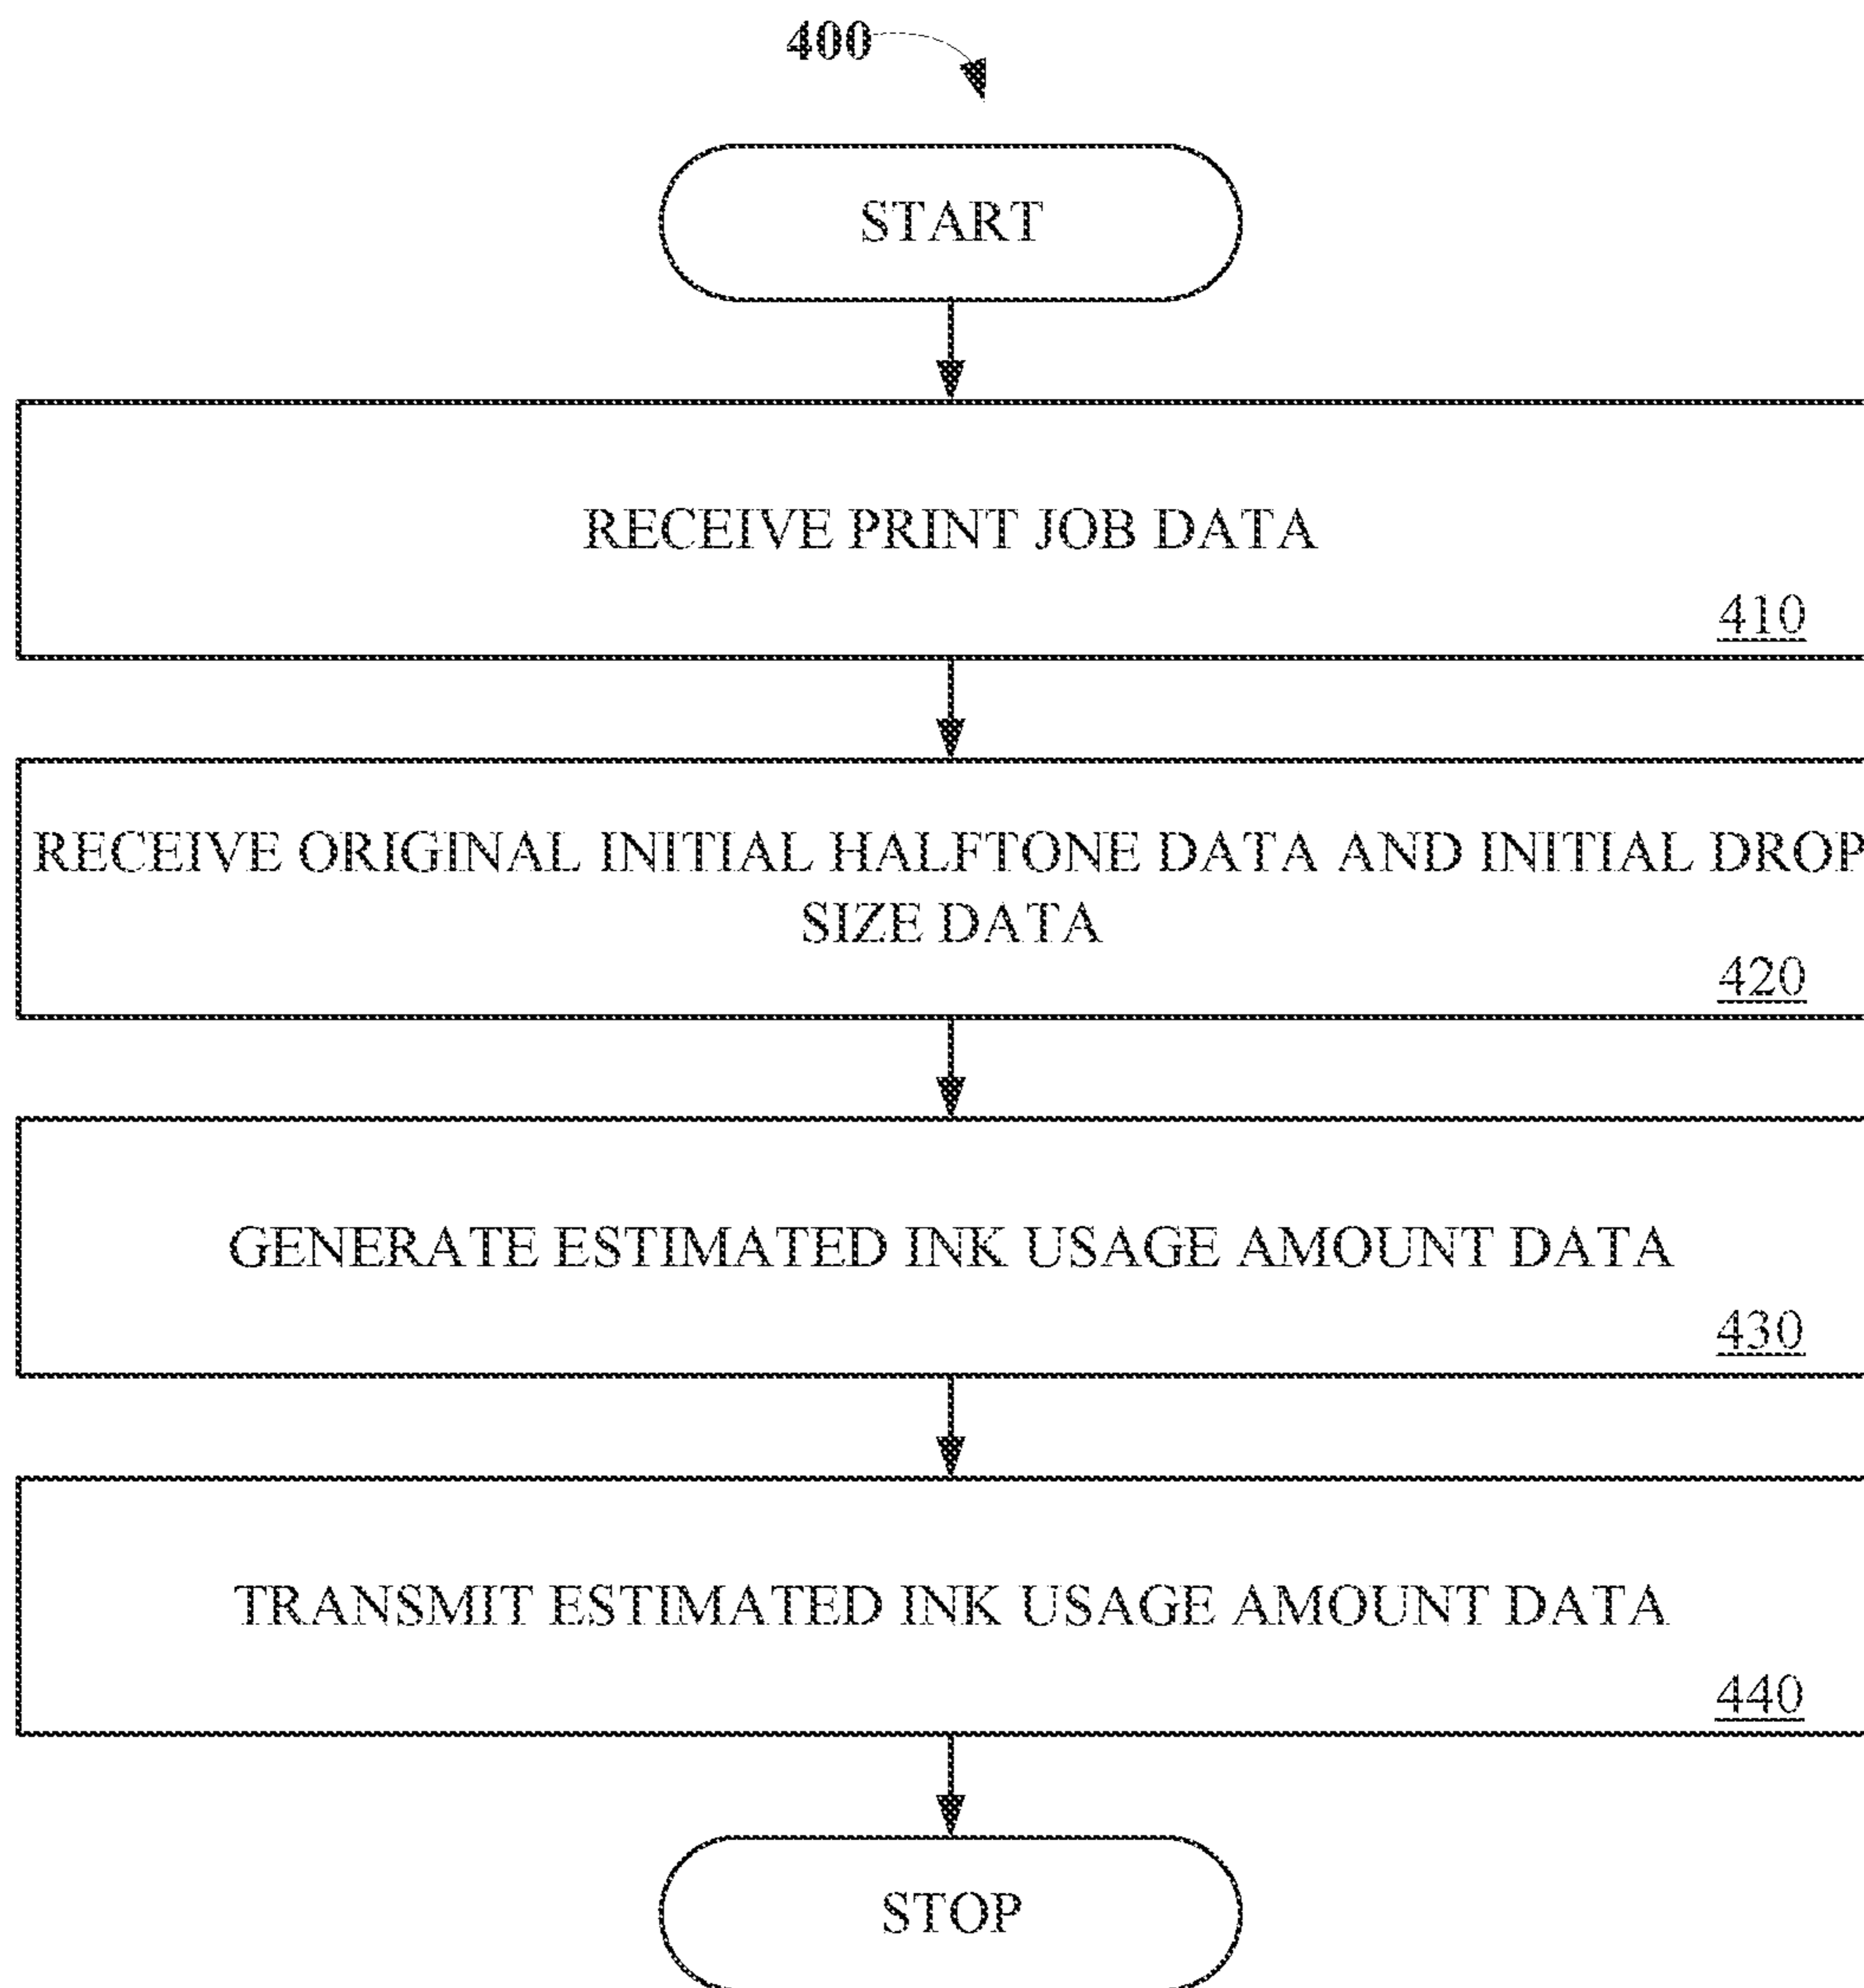 400
START
RECEIVE PRINT JOB DATA
410
RECEIVE ORIGINAL INITIAL HALFTONE DATA AND INITIAL DROP
SIZE DATA
420
GENERATE ESTIMATED INK USAGE AMOUNT DATA
430
TRANSMIT ESTIMATED INK USAGE AMOUNT DATA
440
STOP